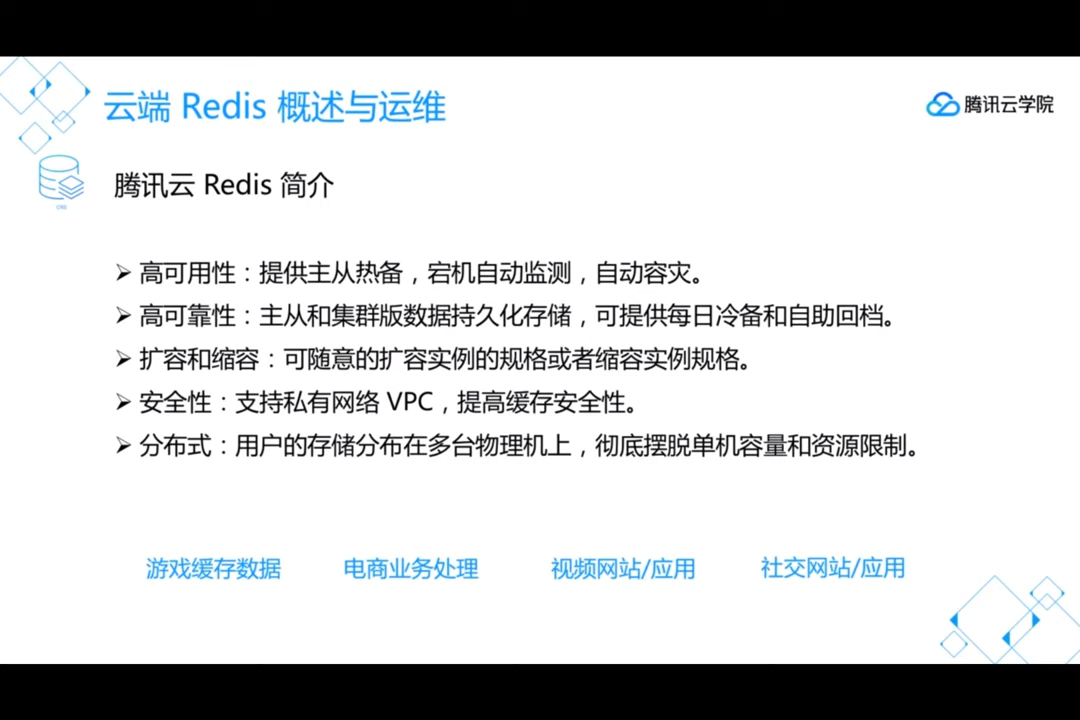 云端 Redis 概述与运维
腾讯云学院
腾讯云 Redis 简介
➢ 高可用性：提供主从热备，宕机自动监测，自动容灾。
➢ 高可靠性：主从和集群版数据持久化存储，可提供每日冷备和自助回档。
➢ 扩容和缩容：可随意的扩容实例的规格或者缩容实例规格。
➢ 安全性：支持私有网络 VPC，提高缓存安全性。
➢ 分布式：用户的存储分布在多台物理机上，彻底摆脱单机容量和资源限制。
游戏缓存数据 电商业务处理 视频网站/应用 社交网站/应用